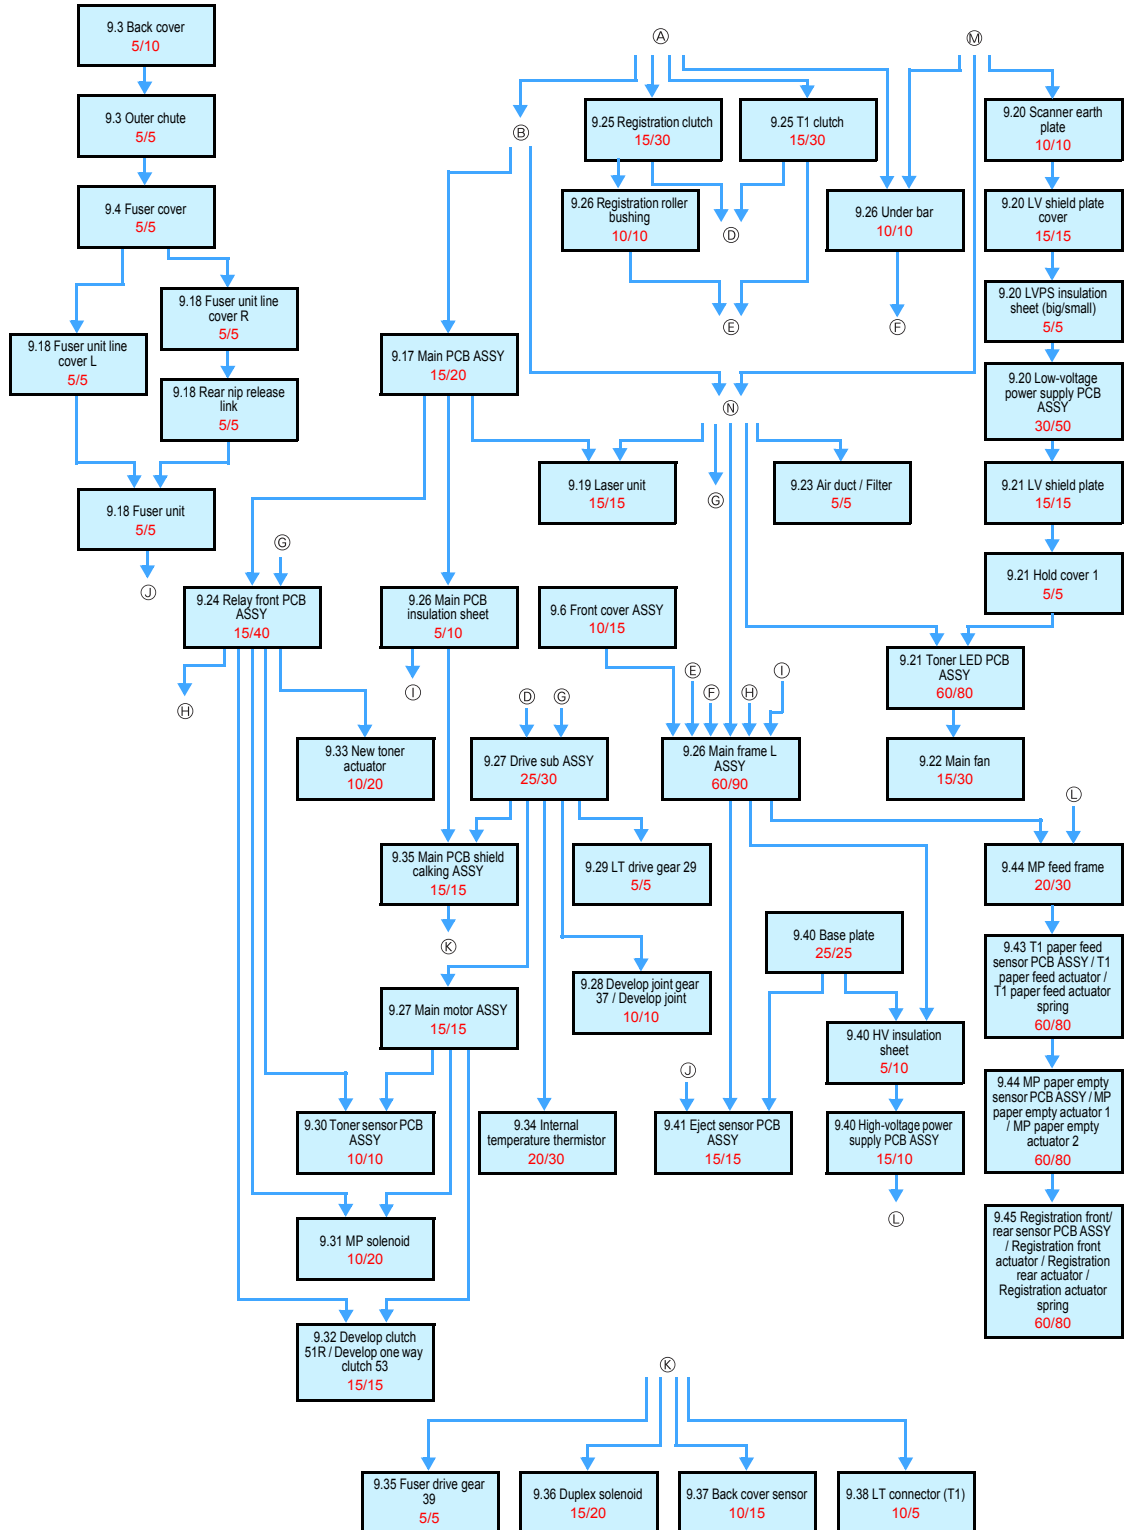 9.3 Back cover
5/10
9.3 Outer chute
5/5
9.4 Fuser cover
5/5
9.18 Fuser unit line
cover R
5/5
9.18 Fuser unit line
cover L
5/5
9.18 Rear nip release
link
5/5
9.18 Fuser unit
5/5
Ⓙ
Ⓐ
Ⓜ
Ⓑ
9.25 Registration clutch
15/30
9.25 T1 clutch
15/30
9.20 Scanner earth
plate
10/10
9.26 Registration roller
bushing
10/10
Ⓓ
9.26 Under bar
10/10
9.20 LV shield plate
cover
15/15
Ⓔ
Ⓕ
9.20 LVPS insulation
sheet (big/small)
5/5
9.17 Main PCB ASSY
15/20
Ⓝ
9.20 Low-voltage
power supply PCB
ASSY
30/50
9.19 Laser unit
15/15
Ⓖ
9.23 Air duct / Filter
5/5
9.21 LV shield plate
15/15
Ⓖ
9.24 Relay front PCB
ASSY
15/40
9.26 Main PCB
insulation sheet
5/10
9.6 Front cover ASSY
10/15
9.21 Hold cover 1
5/5
Ⓗ
Ⓘ
9.21 Toner LED PCB
ASSY
60/80
9.33 New toner
actuator
10/20
Ⓓ
Ⓖ
9.27 Drive sub ASSY
25/30
Ⓔ
Ⓕ
Ⓗ
Ⓘ
9.26 Main frame L
ASSY
60/90
9.22 Main fan
15/30
Ⓛ
9.35 Main PCB shield
calking ASSY
15/15
Ⓚ
9.29 LT drive gear 29
5/5
9.44 MP feed frame
20/30
9.40 Base plate
25/25
9.27 Main motor ASSY
15/15
9.28 Develop joint gear
37 / Develop joint
10/10
9.43 T1 paper feed
sensor PCB ASSY / T1
paper feed actuator /
T1 paper feed actuator
spring
60/80
9.40 HV insulation
sheet
5/10
Ⓙ
9.30 Toner sensor PCB
ASSY
10/10
9.34 Internal
temperature thermistor
20/30
9.41 Eject sensor PCB
ASSY
15/15
9.40 High-voltage power
supply PCB ASSY
15/10
Ⓛ
9.44 MP paper empty
sensor PCB ASSY / MP
paper empty actuator 1
/ MP paper empty
actuator 2
60/80
9.31 MP solenoid
10/20
9.45 Registration front/
rear sensor PCB ASSY
/ Registration front
actuator / Registration
rear actuator /
Registration actuator
spring
60/80
9.32 Develop clutch
51R / Develop one way
clutch 53
15/15
Ⓚ
9.35 Fuser drive gear
39
5/5
9.36 Duplex solenoid
15/20
9.37 Back cover sensor
10/15
9.38 LT connector (T1)
10/5